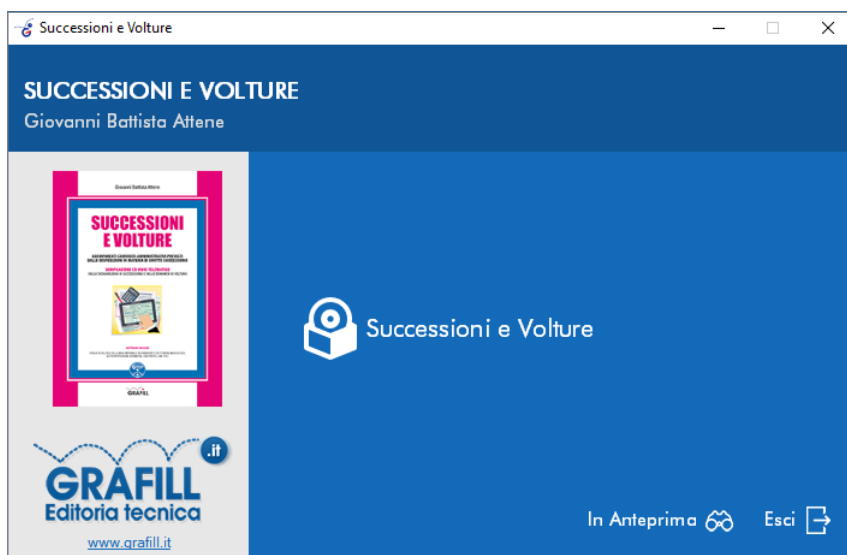 Successioni e Volture
SUCCESSIONI E VOLTURE
Giovanni Battista Attene
Giovanni Battista Attene
SUCCESSIONI
E VOLTURE
GRAFILL
.it
GRAFILL
Editoria tecnica
www.grafill.it
Successioni e Volture
In Anteprima
Esci